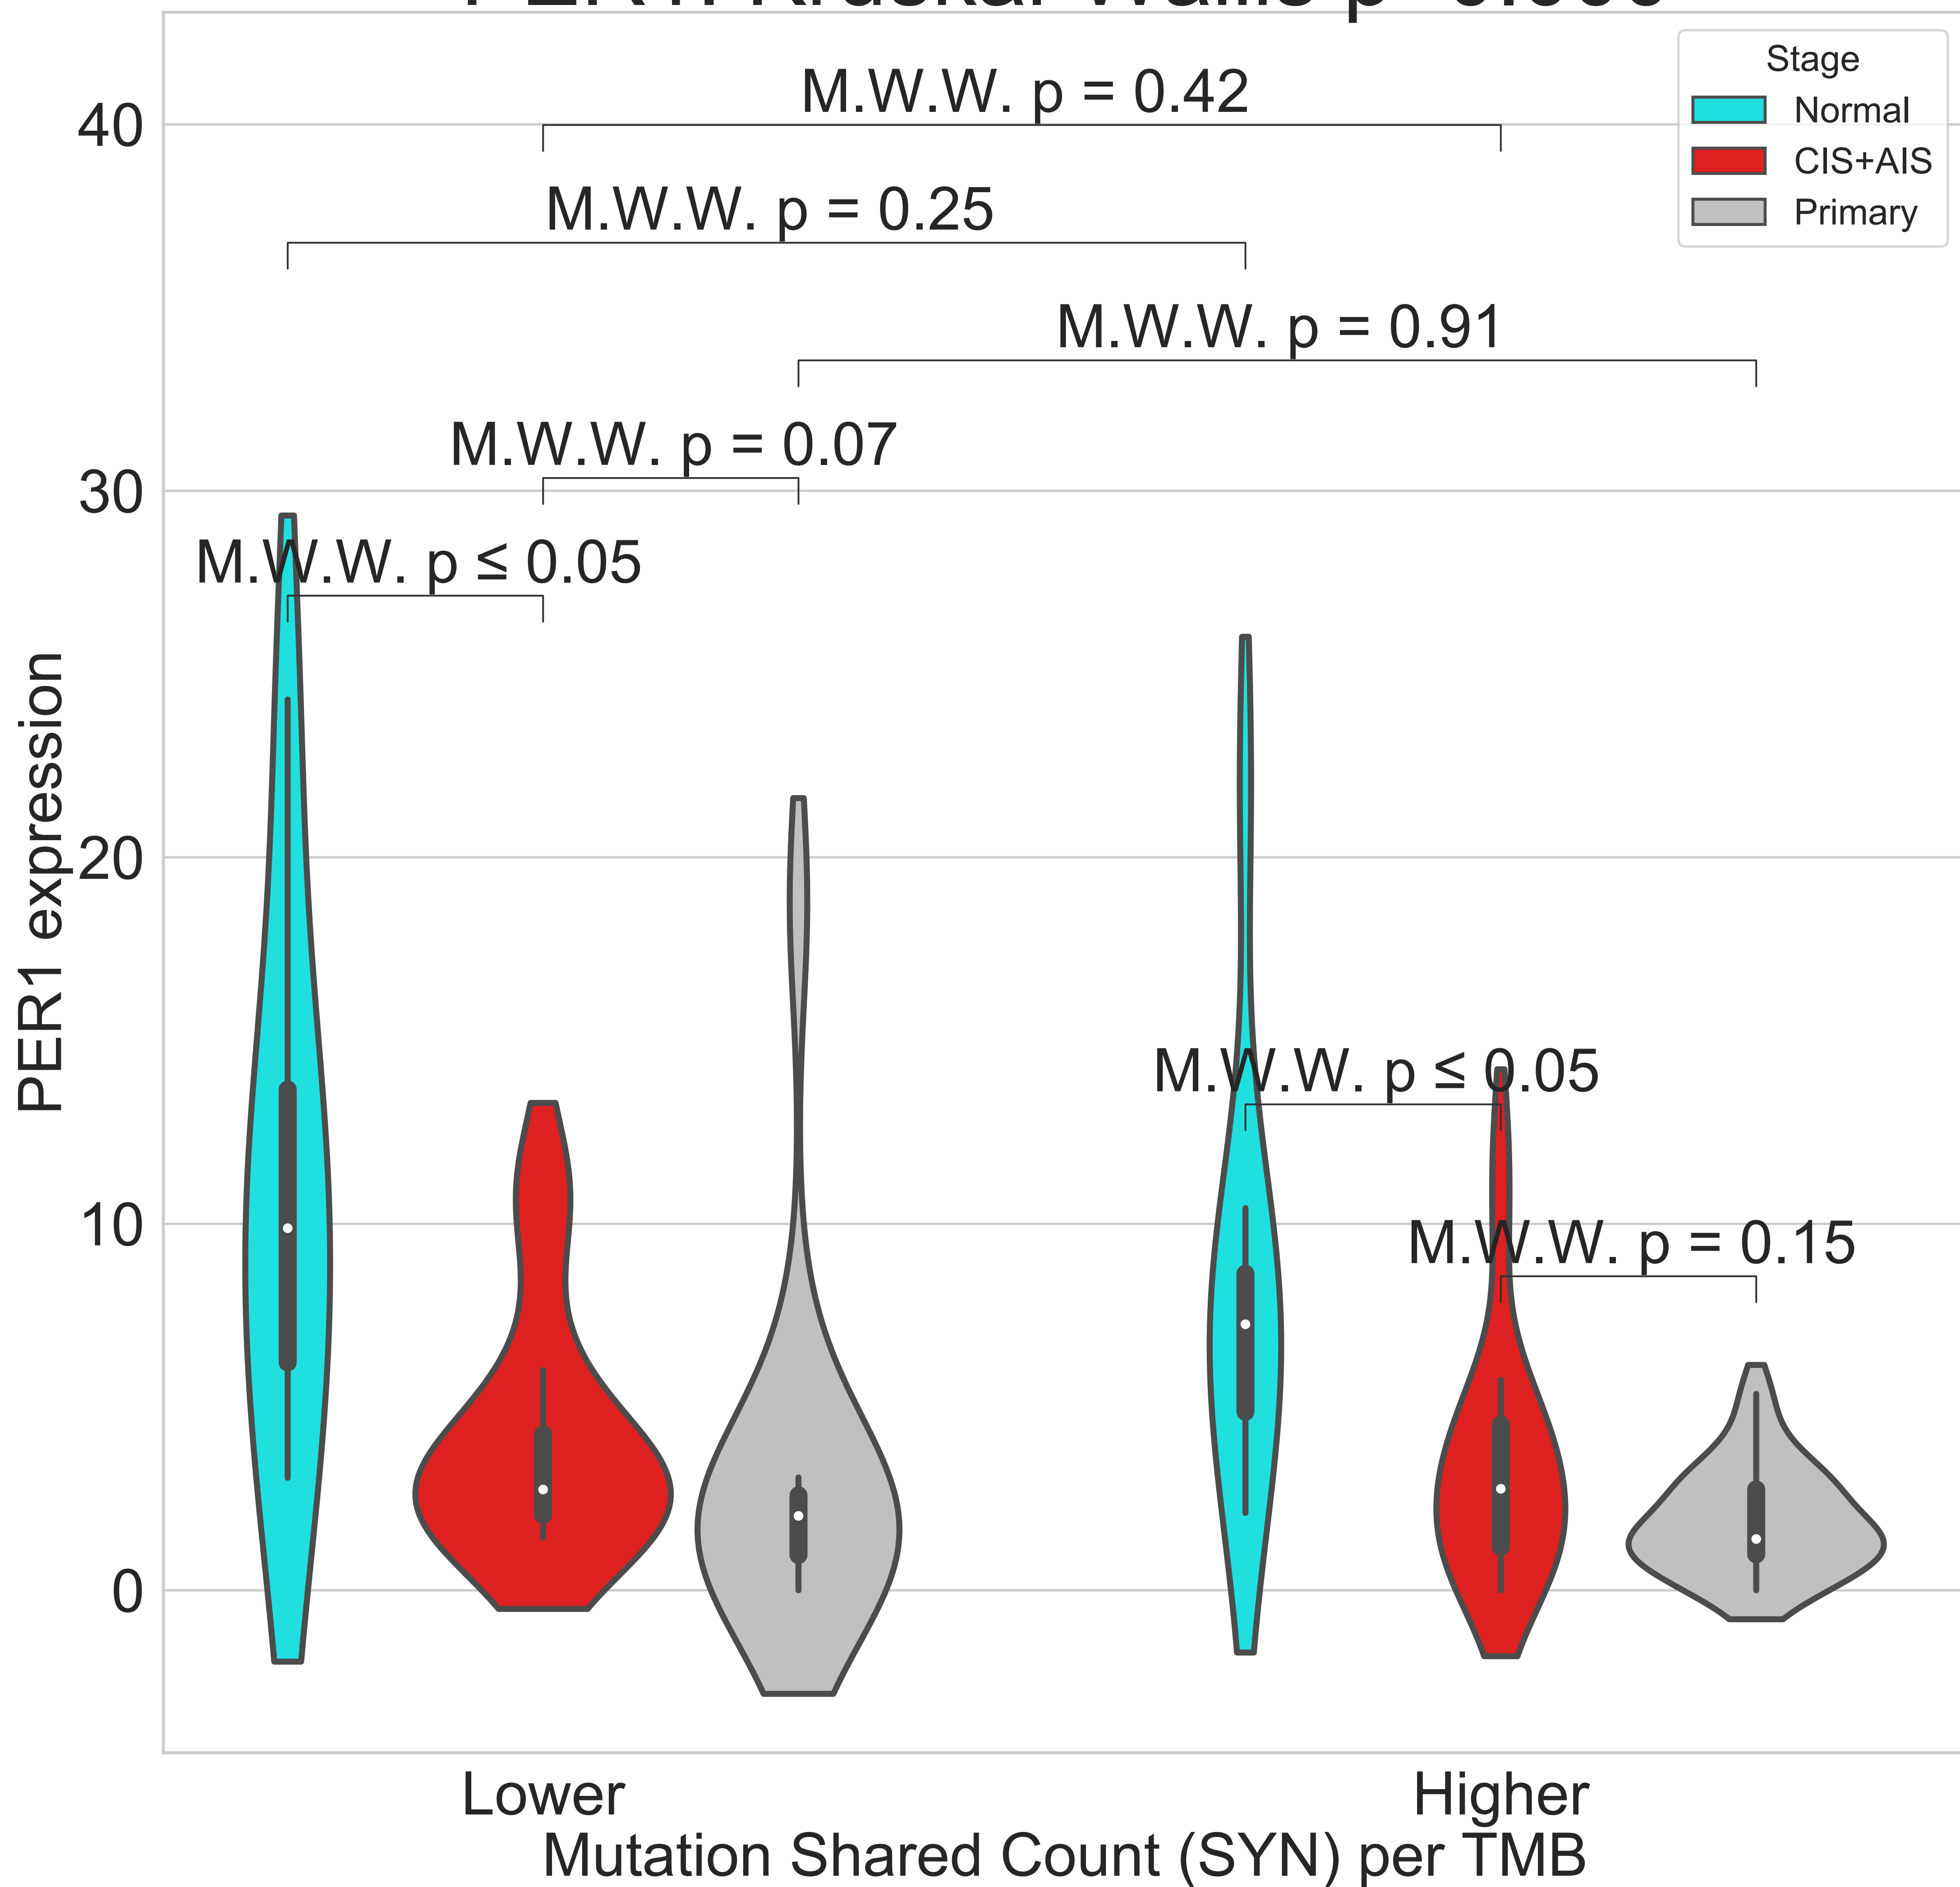 Stage
Normal
CIS+AIS
Primary
M.W.W. p = 0.42
M.W.W. p = 0.25
M.W.W. p = 0.91
M.W.W. p = 0.07
M.W.W. p ≤ 0.05
M.W.W. p ≤ 0.05
M.W.W. p = 0.15
40
30
20
10
0
PER1 expression
Lower
Higher
Mutation Shared Count (SYN) per TMB